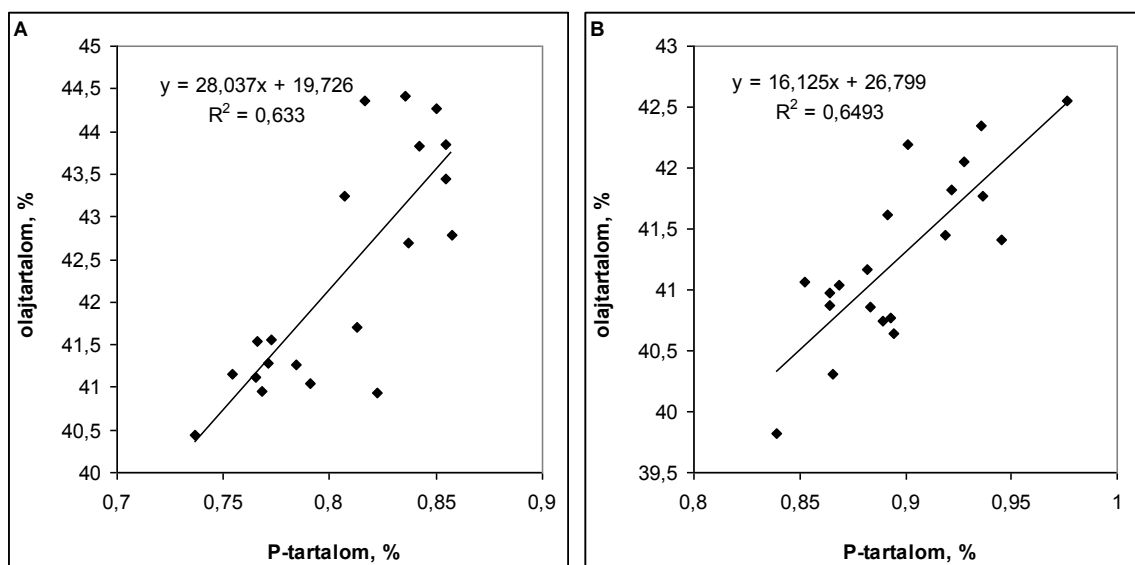 A
y = 28,037x + 19,726
R² = 0,633
45
44,5
44
43,5
43
42,5
42
41,5
41
40,5
40
olajtartalom, %
0,7 0,75 0,8 0,85 0,9
P-tartalom, %
B
y = 16,125x + 26,799
R² = 0,6493
43
42,5
42
41,5
41
40,5
40
39,5
olajtartalom, %
0,8 0,85 0,9 0,95 1
P-tartalom, %